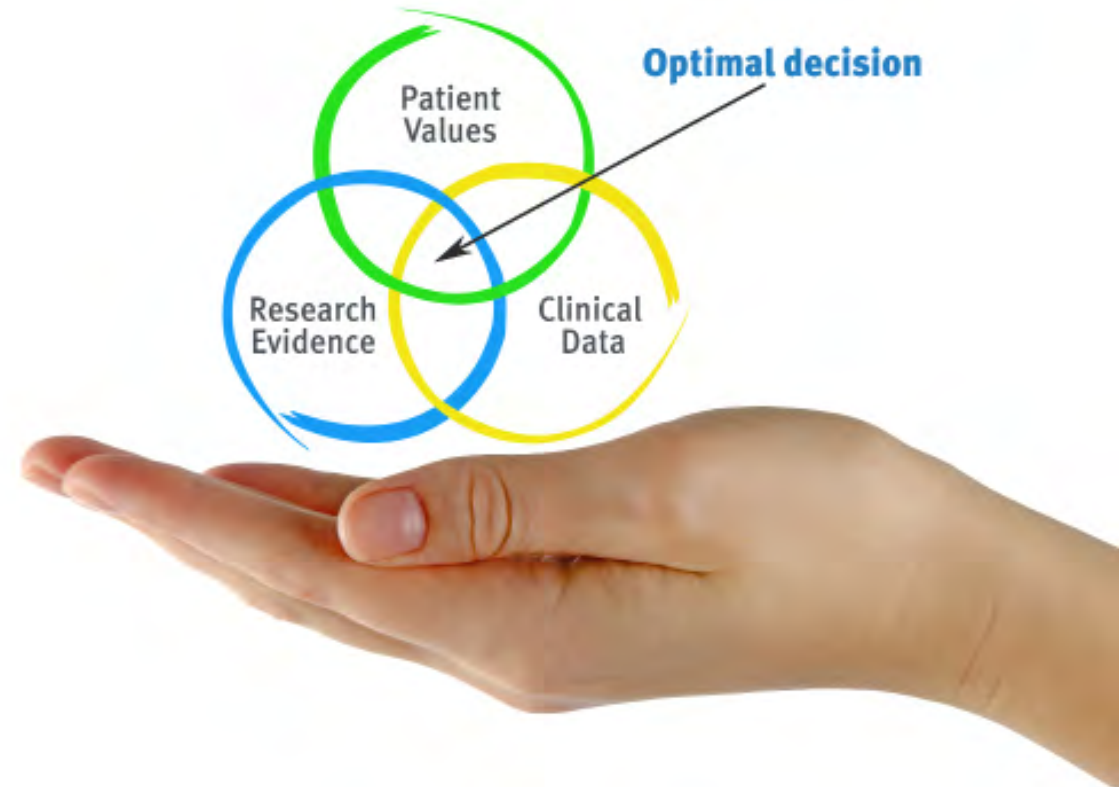 Optimal decision
Patient
Values
Research
Evidence
Clinical
Data